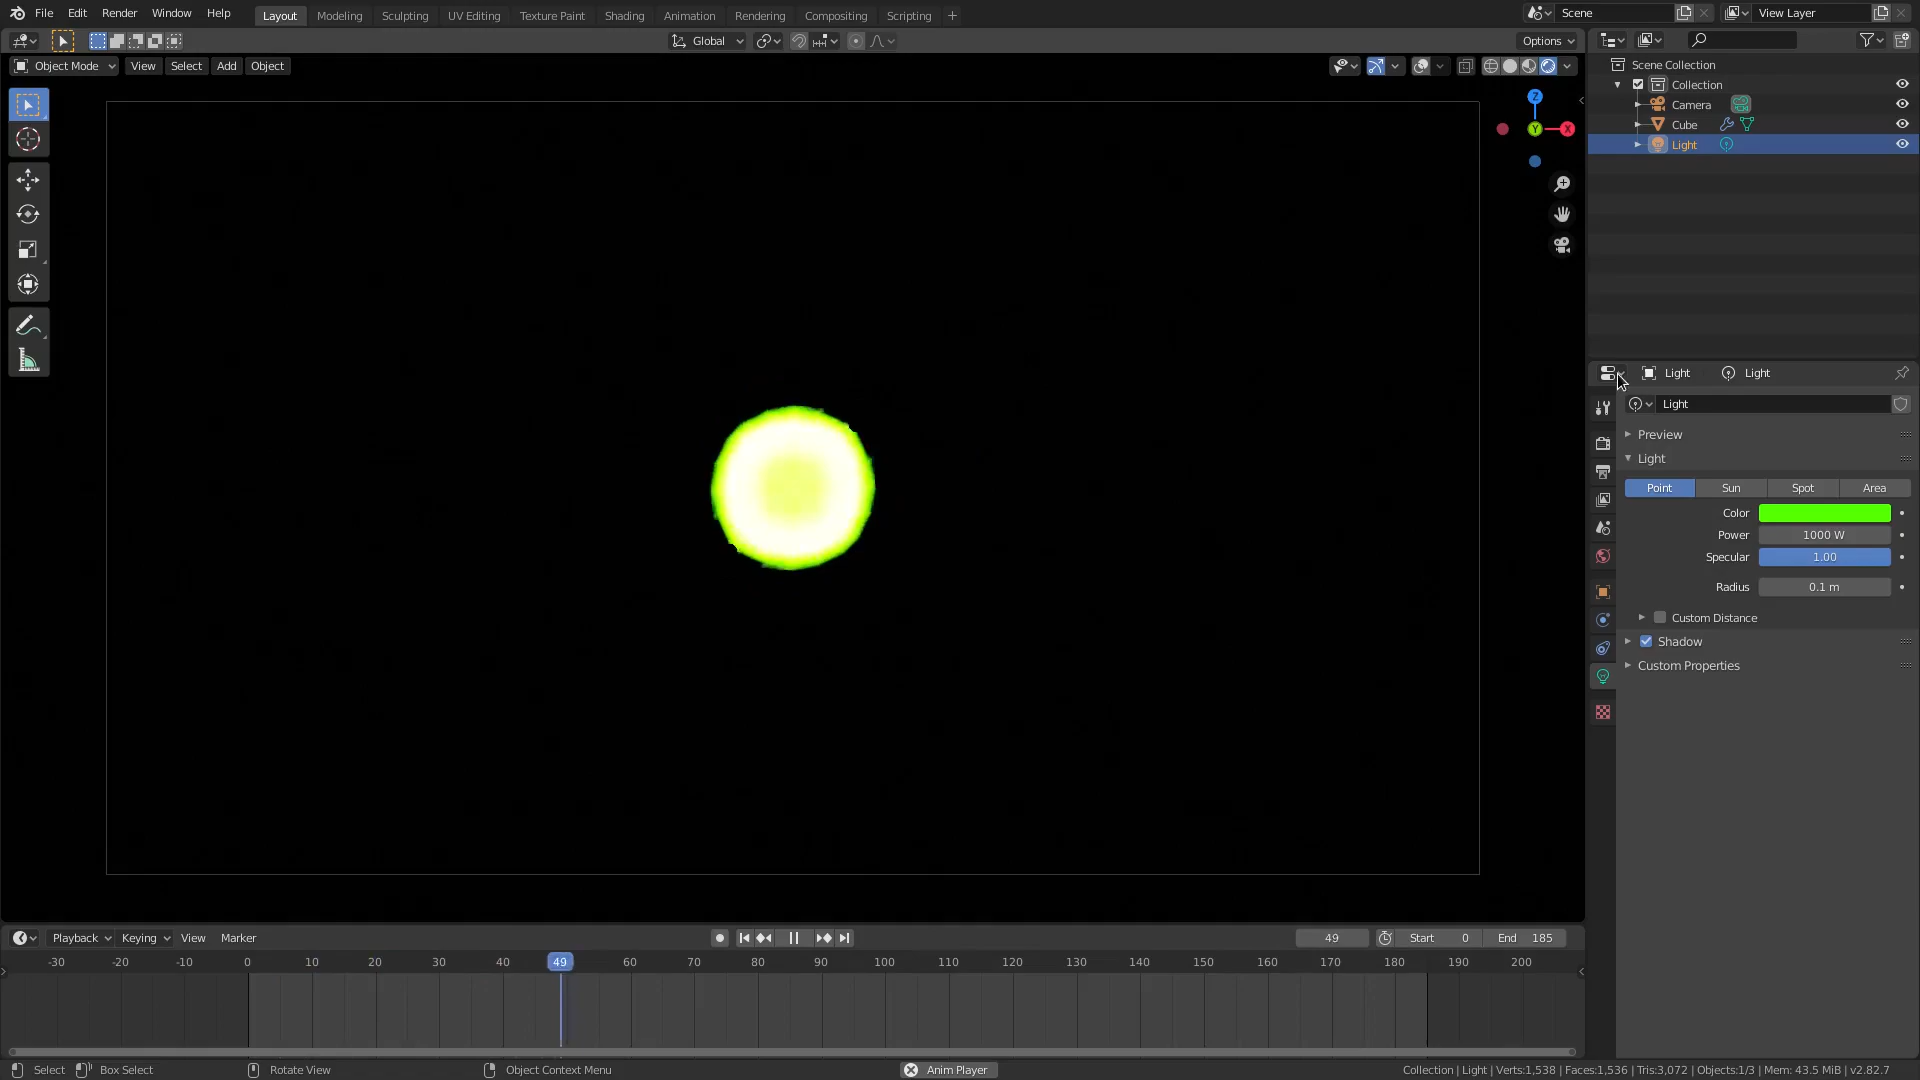 File Edit Render Window Help Layout Modeling Sculpting UV Editing Texture Paint Shading Animation Rendering Compositing Scripting + Scene View Layer
Global Options
Object Mode View Select Add Object
Scene Collection
Collection
Camera
Cube
Light
Z
Y X
Light Light
Light
Preview
Light
Point Sun Spot Area
Color
Power 1000 W
Specular 1.00
Radius 0.1 m
Custom Distance
Shadow
Custom Properties
Playback Keying View Marker 49 Start 0 End 185
-30 -20 -10 0 10 20 30 40 49 60 70 80 90 100 110 120 130 140 150 160 170 180 190 200
Select Box Select Rotate View Object Context Menu Anim Player Collection | Light | Verts:1,538 | Faces:1,536 | Tris:3,072 | Objects:1/3 | Mem: 43.5 MiB | v2.82.7